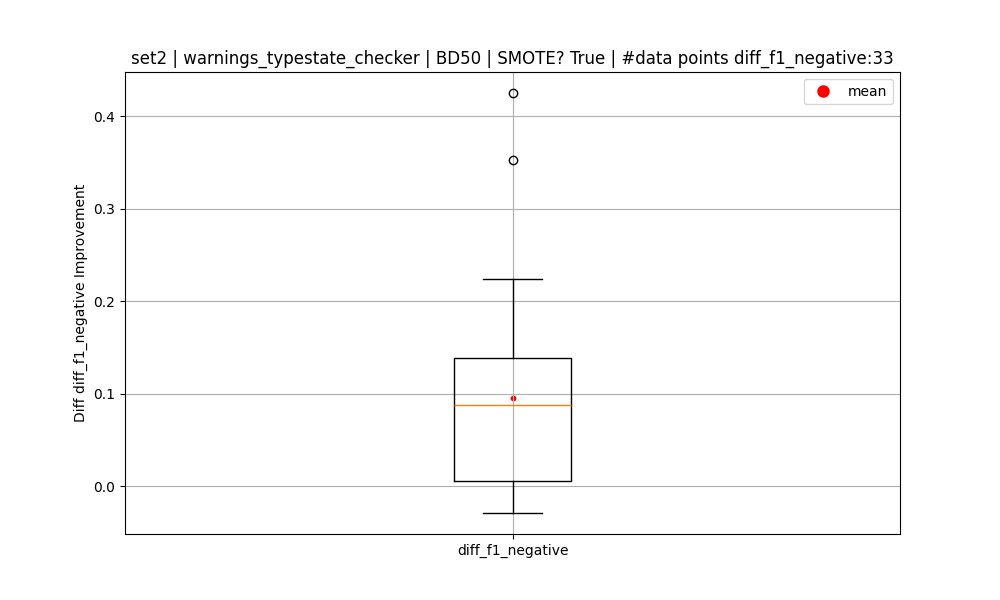 set2 | warnings_typestate_checker | BD50 | SMOTE? True | #data points diff_f1_negative:33
mean
Diff diff_f1_negative Improvement
0.4
0.3
0.2
0.1
0.0
diff_f1_negative